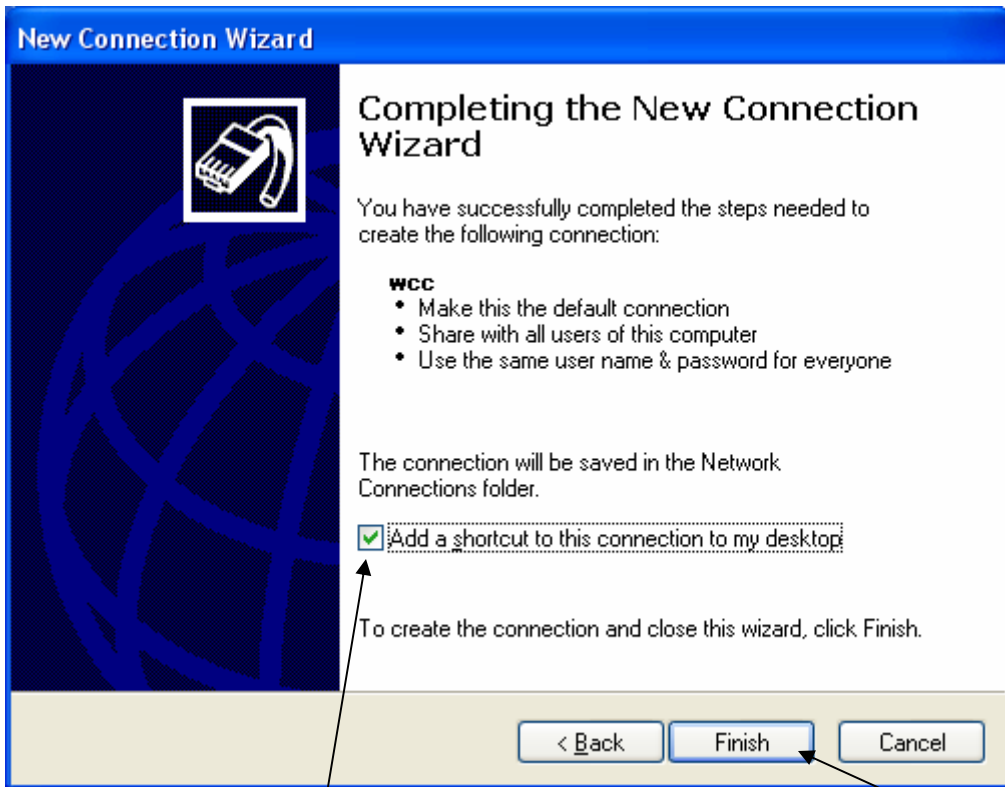 New Connection Wizard
Completing the New Connection
Wizard
You have successfully completed the steps needed to
create the following connection:
wcc
• Make this the default connection
• Share with all users of this computer
• Use the same user name & password for everyone
The connection will be saved in the Network
Connections folder.
Add a shortcut to this connection to my desktop
To create the connection and close this wizard, click Finish.
< Back Finish Cancel